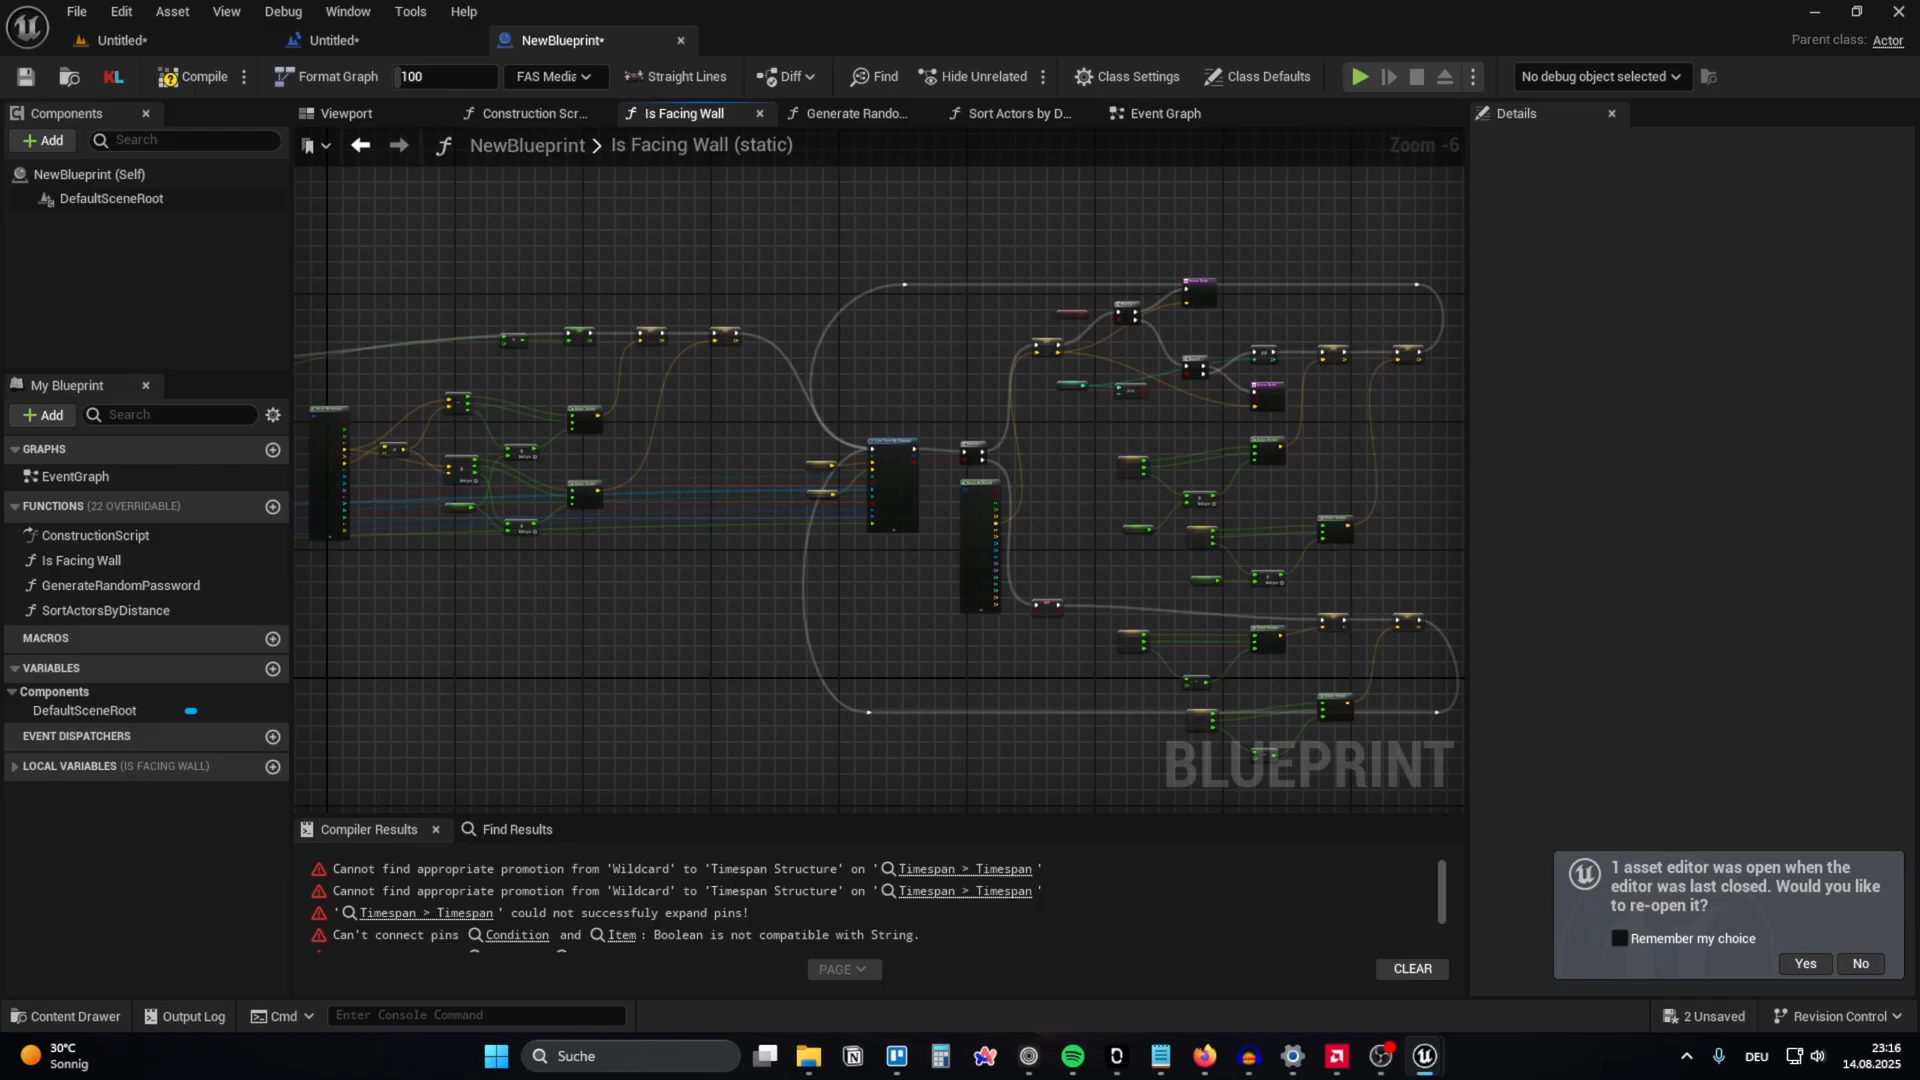 File Edit Asset View Debug Window Tools Help
Untitled* Untitled* NewBlueprint*
Parent class: Actor
KL Compile Format Graph 100 FAS Media Straight Lines Diff Find Hide Unrelated Class Settings Class Defaults No debug object selected
Components Viewport Construction Scr... Is Facing Wall Generate Rando... Sort Actors by D... Event Graph Details
Add Search
NewBlueprint > Is Facing Wall (static) Zoom -6
NewBlueprint (Self)
DefaultSceneRoot
My Blueprint
Add Search
GRAPHS
EventGraph
FUNCTIONS (22 OVERRIDABLE)
ConstructionScript
Is Facing Wall
GenerateRandomPassword
SortActorsByDistance
MACROS
VARIABLES
Components
DefaultSceneRoot
EVENT DISPATCHERS
LOCAL VARIABLES (IS FACING WALL)
BLUEPRINT
Compiler Results Find Results
Cannot find appropriate promotion from 'Wildcard' to 'Timespan Structure' on ' Timespan > Timespan '
Cannot find appropriate promotion from 'Wildcard' to 'Timespan Structure' on ' Timespan > Timespan '
' Timespan > Timespan ' could not successfuly expand pins!
Can't connect pins Condition and Item : Boolean is not compatible with String.
PAGE CLEAR
1 asset editor was open when the
editor was last closed. Would you like
to re-open it?
Remember my choice
Yes No
Content Drawer Output Log Cmd Enter Console Command 2 Unsaved Revision Control
30°C
Sonnig
Suche
DEU
23:16
14.08.2025